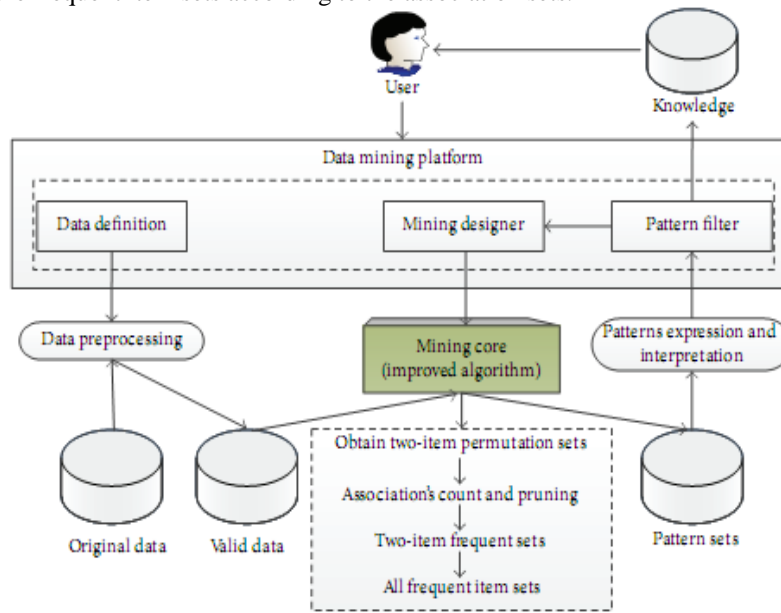 User
Knowledge
Data mining platform
Data definition
Mining designer
Pattern filter
Data preprocessing
Mining core
(improved algorithm)
Patterns expression and
interpretation
Obtain two-item permutation sets
Association's count and pruning
Two-item frequent sets
All frequent item sets
Original data
Valid data
Pattern sets